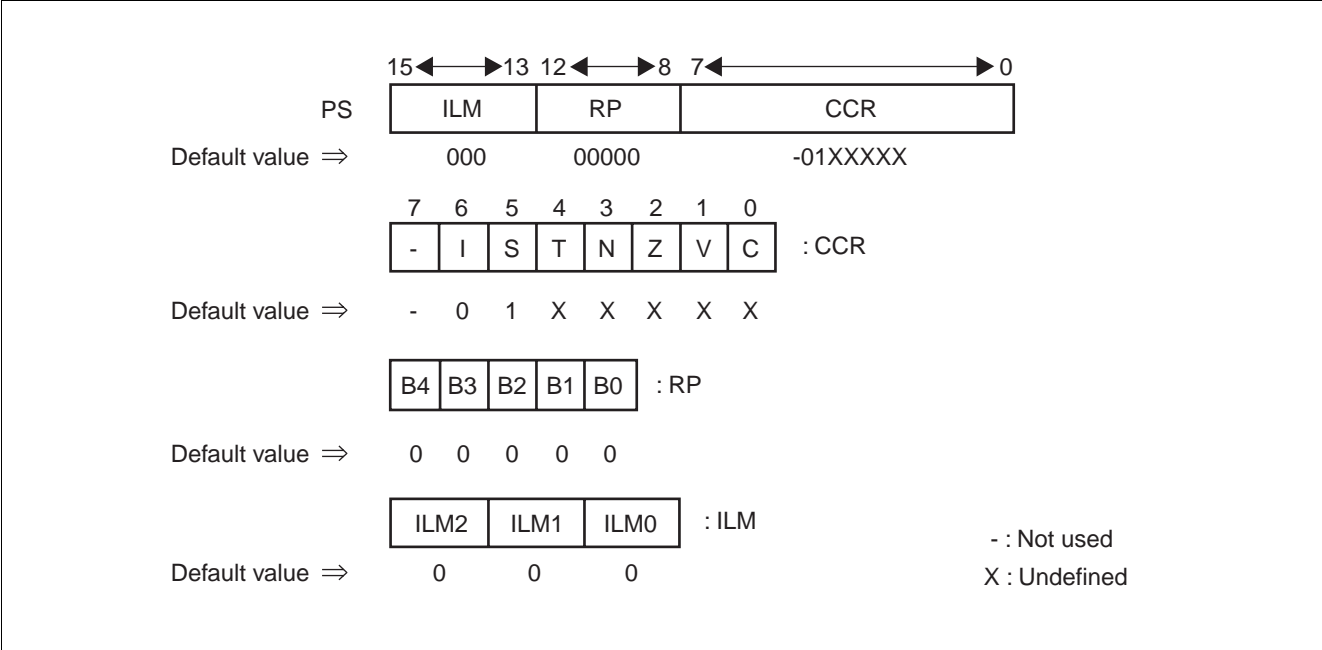 15 13 12 8 7 0
PS ILM RP CCR
Default value ⇒ 000 00000 -01XXXXX
7 6 5 4 3 2 1 0
- I S T N Z V C : CCR
Default value ⇒ - 0 1 X X X X X
B4 B3 B2 B1 B0 : RP
Default value ⇒ 0 0 0 0 0
ILM2 ILM1 ILM0 : ILM
- : Not used
Default value ⇒ 0 0 0
X : Undefined